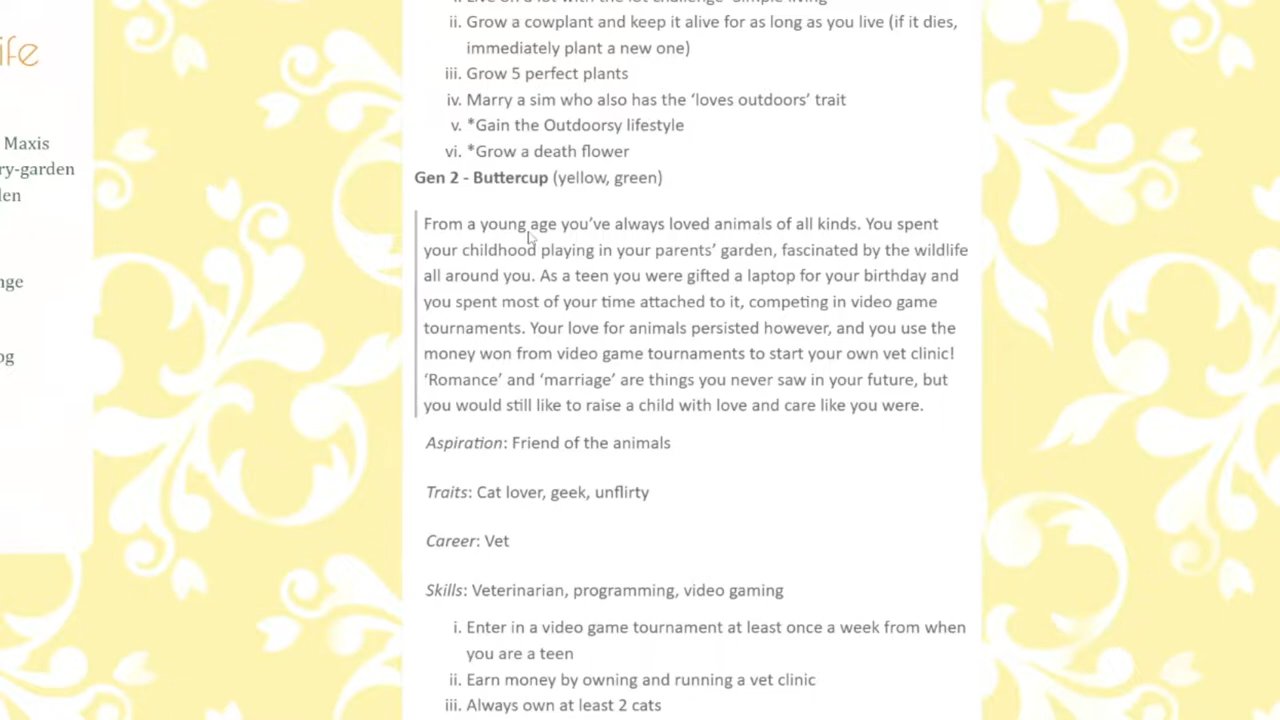 ife
Maxis
ry-garden
len
nge
og
ii. Grow a cowplant and keep it alive for as long as you live (if it dies,
immediately plant a new one)
iii. Grow 5 perfect plants
iv. Marry a sim who also has the ‘loves outdoors’ trait
v. *Gain the Outdoorsy lifestyle
vi. *Grow a death flower
Gen 2 - Buttercup (yellow, green)
From a young age you’ve always loved animals of all kinds. You spent
your childhood playing in your parents’ garden, fascinated by the wildlife
all around you. As a teen you were gifted a laptop for your birthday and
you spent most of your time attached to it, competing in video game
tournaments. Your love for animals persisted however, and you use the
money won from video game tournaments to start your own vet clinic!
‘Romance’ and ‘marriage’ are things you never saw in your future, but
you would still like to raise a child with love and care like you were.
Aspiration: Friend of the animals
Traits: Cat lover, geek, unflirty
Career: Vet
Skills: Veterinarian, programming, video gaming
i. Enter in a video game tournament at least once a week from when
you are a teen
ii. Earn money by owning and running a vet clinic
iii. Always own at least 2 cats